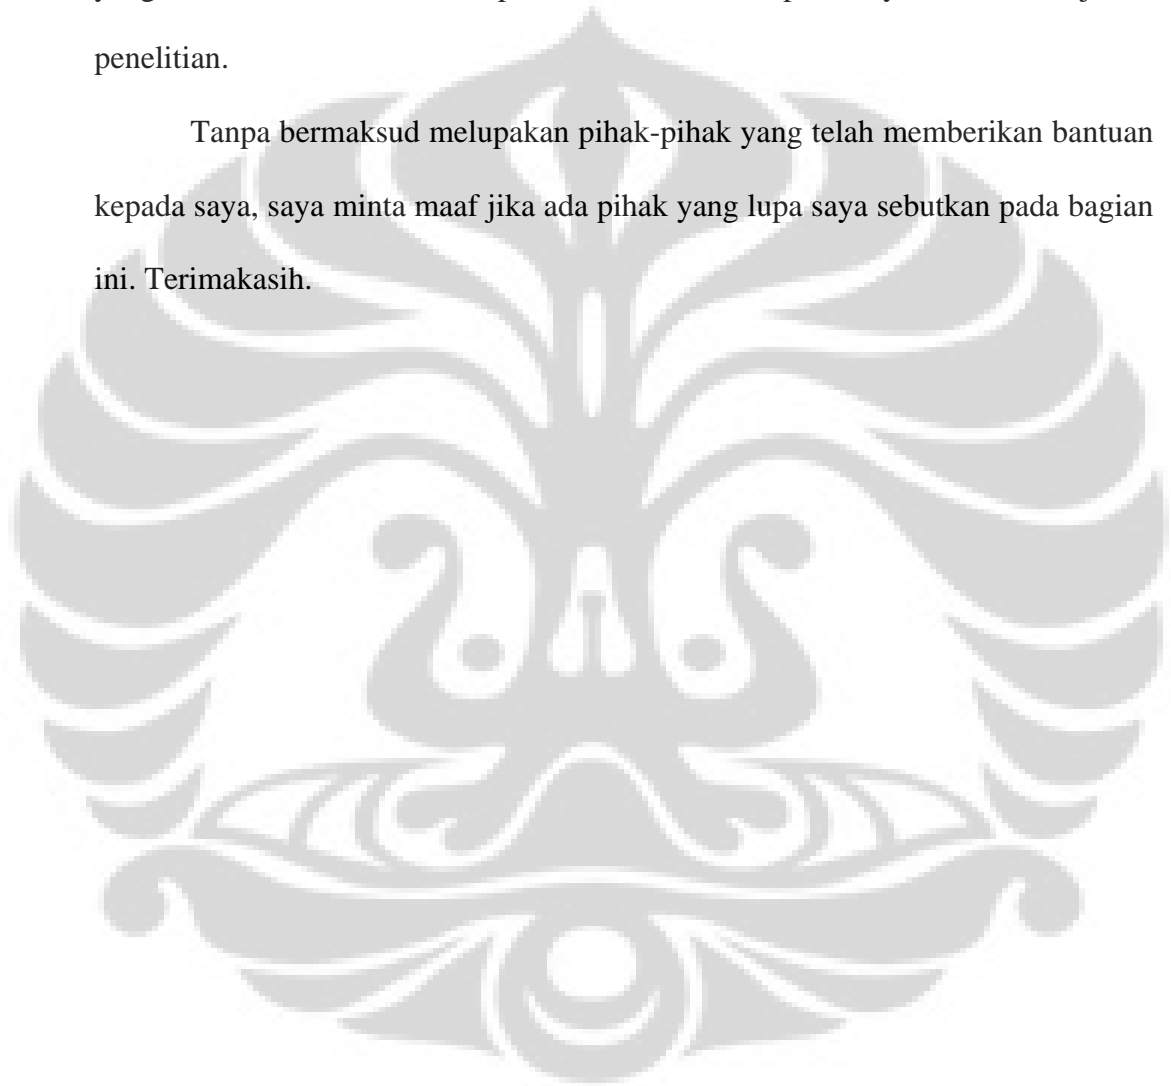 penelitian.
Tanpa bermaksud melupakan pihak-pihak yang telah memberikan bantuan
kepada saya, saya minta maaf jika ada pihak yang lupa saya sebutkan pada bagian
ini. Terimakasih.